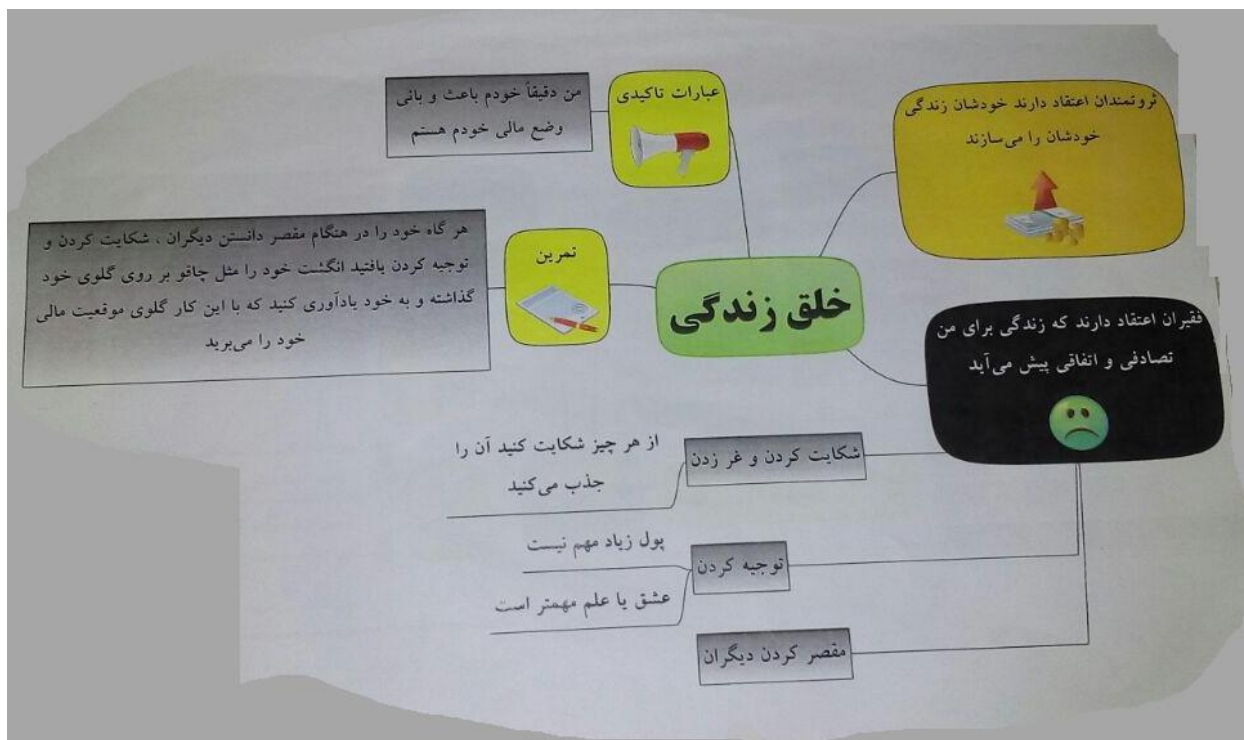 خلق زندگی
ثروتمندان اعتقاد دارند خودشان زندگی
خودشان را می‌سازند
فقیران اعتقاد دارند که زندگی برای من
تصادفی و اتفاقی پیش می‌آید
شکایت کردن و غر زدن
از هر چیز شکایت کنید آن را
جذب می‌کنید
توجیه کردن
پول زیاد مهم نیست
عشق یا علم مهمتر است
مقصر کردن دیگران
عبارات تاکیدی
من دقیقاً خودم باعث و بانی
وضع مالی خودم هستم
تمرین
هر گاه خود را در هنگام مقصر دانستن دیگران ، شکایت کردن و
توجیه کردن یافتید انگشت خود را مثل چاقو بر روی گلوی خود
گذاشته و به خود یادآوری کنید که با این کار گلوی موقعیت مالی
خود را می‌برید